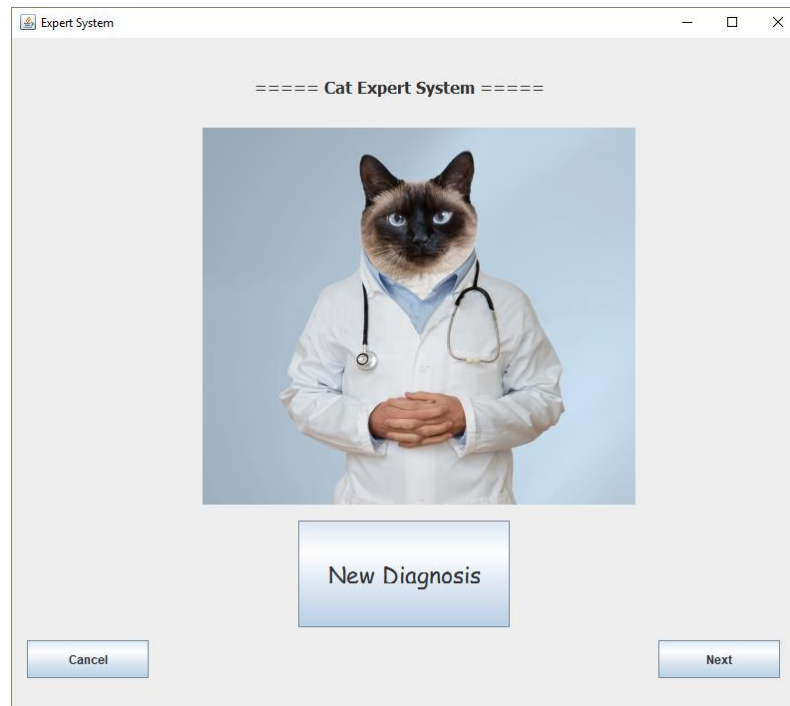 Expert System
===== Cat Expert System =====
New Diagnosis
Cancel
Next